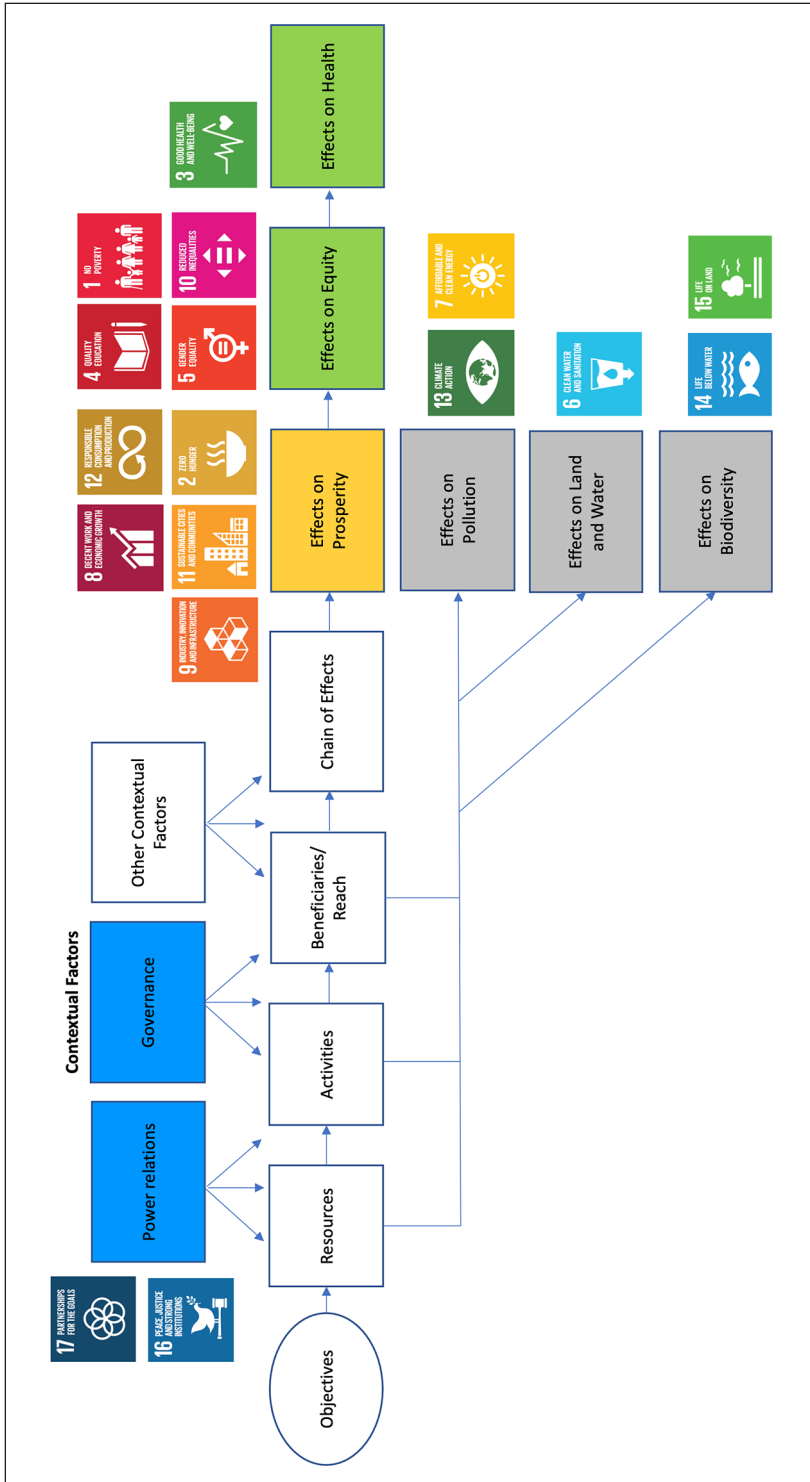 Contextual Factors
17 PARTNERSHIPS
FOR THE GOALS
16 PEACE, JUSTICE
AND STRONG
INSTITUTIONS
Power relations
Governance
Other Contextual
Factors
9 INDUSTRY, INNOVATION
AND INFRASTRUCTURE
8 DECENT WORK AND
ECONOMIC GROWTH
11 SUSTAINABLE CITIES
AND COMMUNITIES
12 RESPONSIBLE
CONSUMPTION
AND PRODUCTION
2 ZERO
HUNGER
4 QUALITY
EDUCATION
5 GENDER
EQUALITY
1 NO
POVERTY
10 REDUCED
INEQUALITIES
3 GOOD HEALTH
AND WELL-BEING
Objectives
Resources
Activities
Beneficiaries/
Reach
Chain of Effects
Effects on
Prosperity
Effects on Equity
Effects on Health
Effects on
Pollution
13 CLIMATE
ACTION
7 AFFORDABLE AND
CLEAN ENERGY
Effects on Land
and Water
6 CLEAN WATER
AND SANITATION
Effects on
Biodiversity
14 LIFE
BELOW WATER
15 LIFE
ON LAND